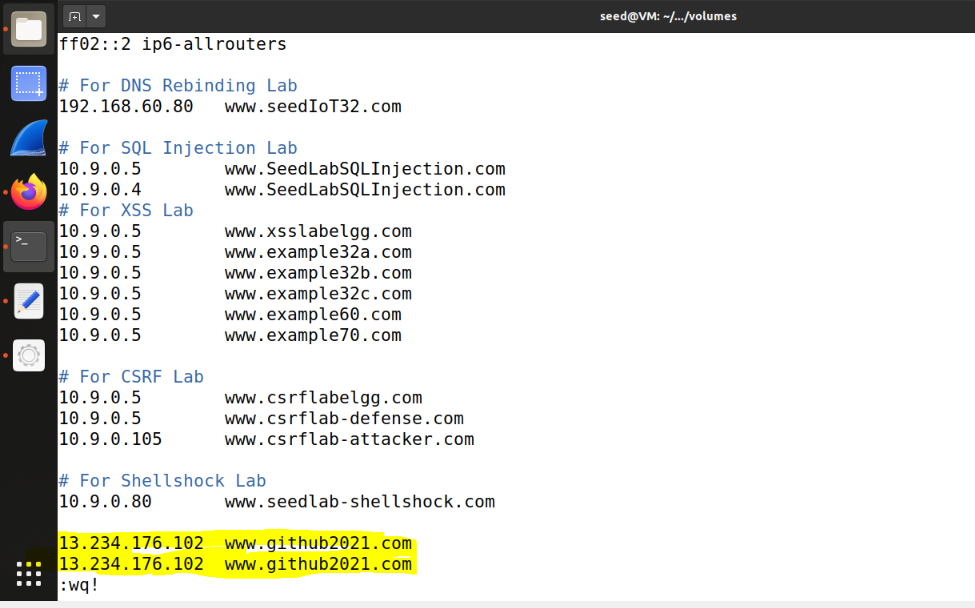 seed@VM: ~/.../volumes
ff02::2 ip6-allrouters
# For DNS Rebinding Lab
192.168.60.80 www.seedIoT32.com
# For SQL Injection Lab
10.9.0.5 www.SeedLabSQLInjection.com
10.9.0.4 www.SeedLabSQLInjection.com
# For XSS Lab
10.9.0.5 www.xsslabelgg.com
10.9.0.5 www.example32a.com
10.9.0.5 www.example32b.com
10.9.0.5 www.example32c.com
10.9.0.5 www.example60.com
10.9.0.5 www.example70.com
# For CSRF Lab
10.9.0.5 www.csrflabelgg.com
10.9.0.5 www.csrflab-defense.com
10.9.0.105 www.csrflab-attacker.com
# For Shellshock Lab
10.9.0.80 www.seedlab-shellshock.com
13.234.176.102 www.github2021.com
13.234.176.102 www.github2021.com
:wq!